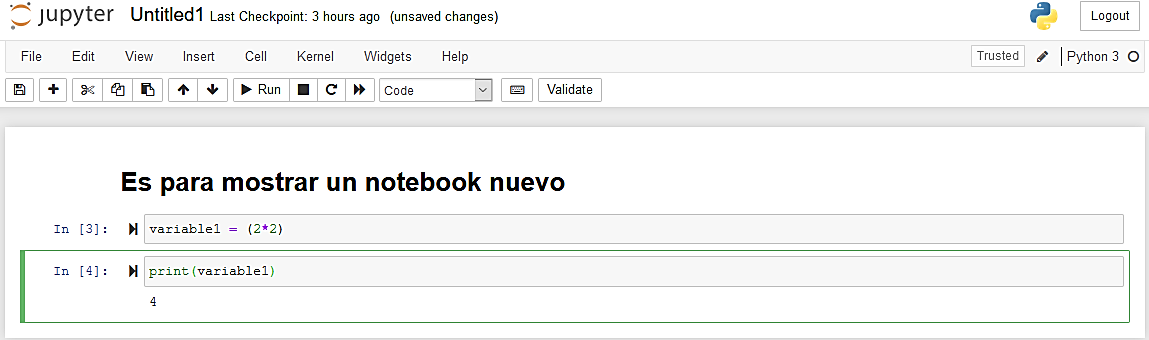 jupyter Untitled1 Last Checkpoint: 3 hours ago (unsaved changes) Logout
File Edit View Insert Cell Kernel Widgets Help Trusted Python 3
Run Code Validate
Es para mostrar un notebook nuevo
In [3]: variable1 = (2*2)
In [4]: print(variable1)
4